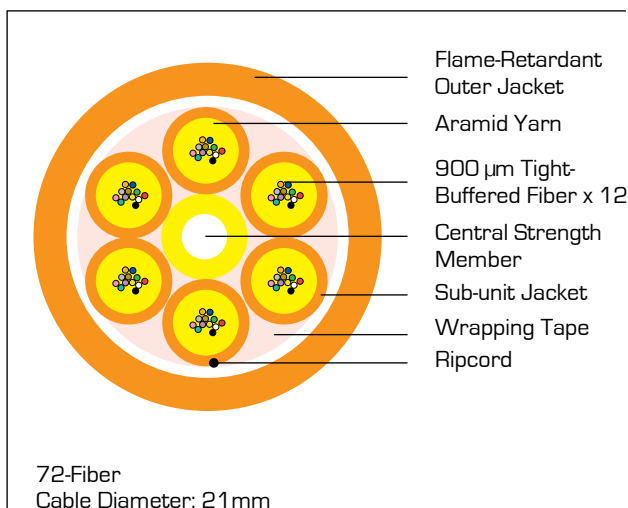 Flame-Retardant
Outer Jacket
Aramid Yarn
900 µm Tight-
Buffered Fiber x 12
Central Strength
Member
Sub-unit Jacket
Wrapping Tape
Ripcord
72-Fiber
Cable Diameter: 21mm